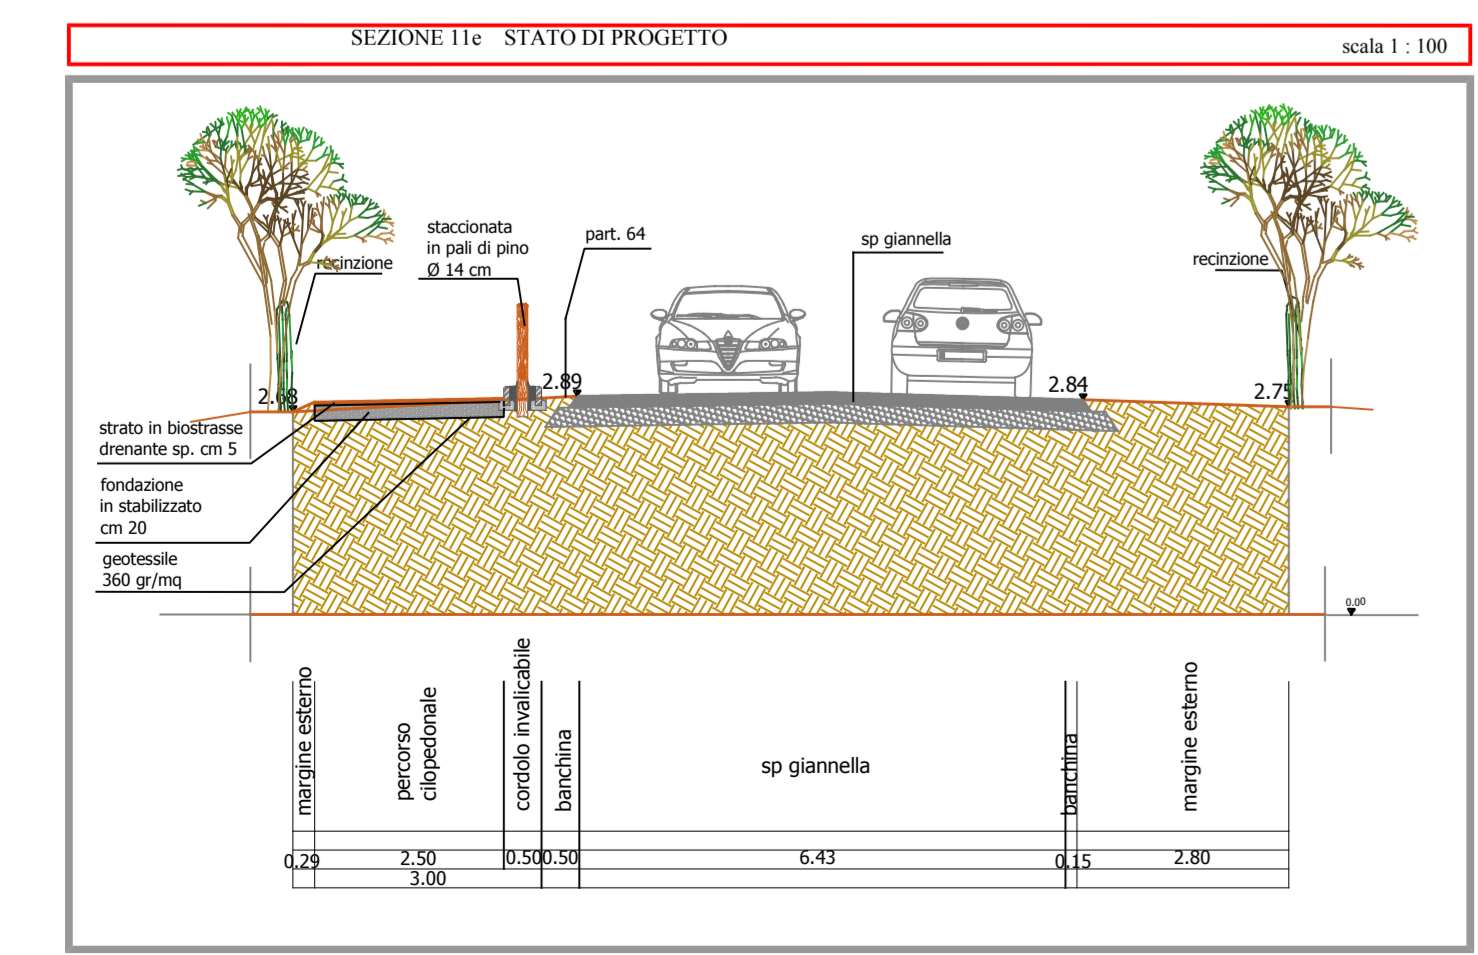 SEZIONE 11e STATO DI PROGETTO
scala 1 : 100
staccionata
in pali di pino
Ø 14 cm
part. 64
sp giannella
recinzione
recinzione
2.68
2.89
2.84
2.75
strato in biostrasse
drenante sp. cm 5
fondazione
in stabilizzato
cm 20
geotessile
360 gr/mq
0.00
margine esterno
percorso
cilopedonale
cordolo invalicabile
banchina
sp giannella
banchina
margine esterno
0.29
2.50
0.50
0.50
6.43
0.15
2.80
3.00